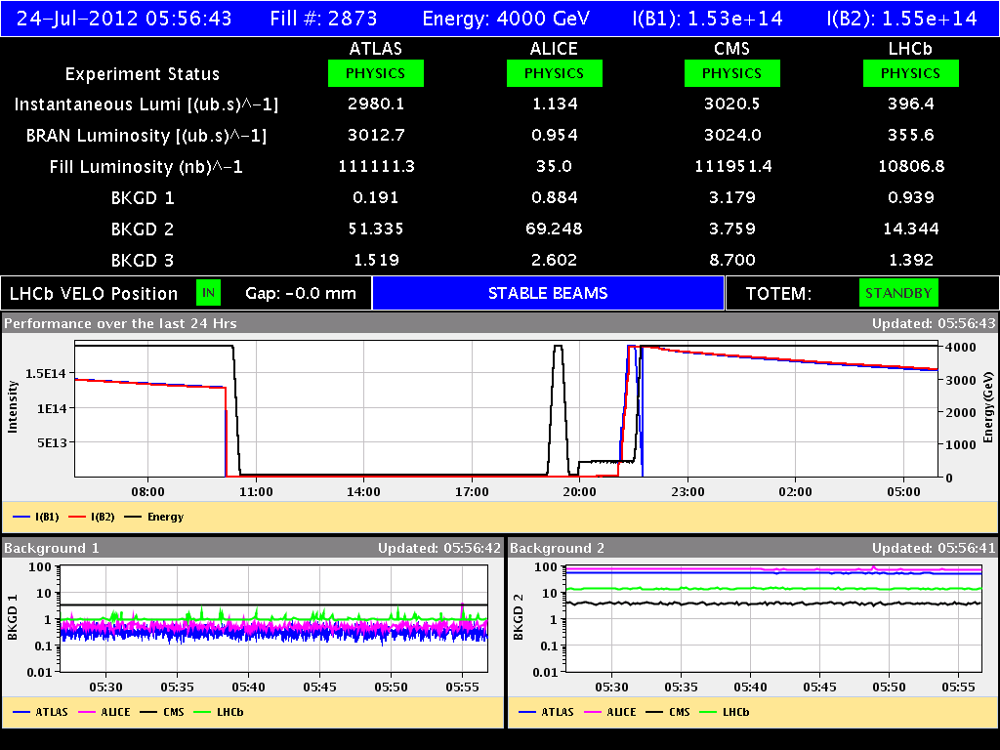 24-Jul-2012 05:56:43 Fill #: 2873 Energy: 4000 GeV I(B1): 1.53e+14 I(B2): 1.55e+14
ATLAS ALICE CMS LHCb
Experiment Status PHYSICS PHYSICS PHYSICS PHYSICS
Instantaneous Lumi [(ub.s)^-1] 2980.1 1.134 3020.5 396.4
BRAN Luminosity [(ub.s)^-1] 3012.7 0.954 3024.0 355.6
Fill Luminosity (nb)^-1 111111.3 35.0 111951.4 10806.8
BKGD 1 0.191 0.884 3.179 0.939
BKGD 2 51.335 69.248 3.759 14.344
BKGD 3 1.519 2.602 8.700 1.392
LHCb VELO Position IN Gap: -0.0 mm STABLE BEAMS TOTEM: STANDBY
Performance over the last 24 Hrs Updated: 05:56:43
Intensity
1.5E14
1E14
5E13
4000
3000
2000
1000
0
Energy(GeV)
08:00 11:00 14:00 17:00 20:00 23:00 02:00 05:00
I(B1) I(B2) Energy
Background 1 Updated: 05:56:42
BKGD 1
100
10
1
0.1
0.01
05:30 05:35 05:40 05:45 05:50 05:55
ATLAS ALICE CMS LHCb
Background 2 Updated: 05:56:41
BKGD 2
100
10
1
0.1
0.01
05:30 05:35 05:40 05:45 05:50 05:55
ATLAS ALICE CMS LHCb